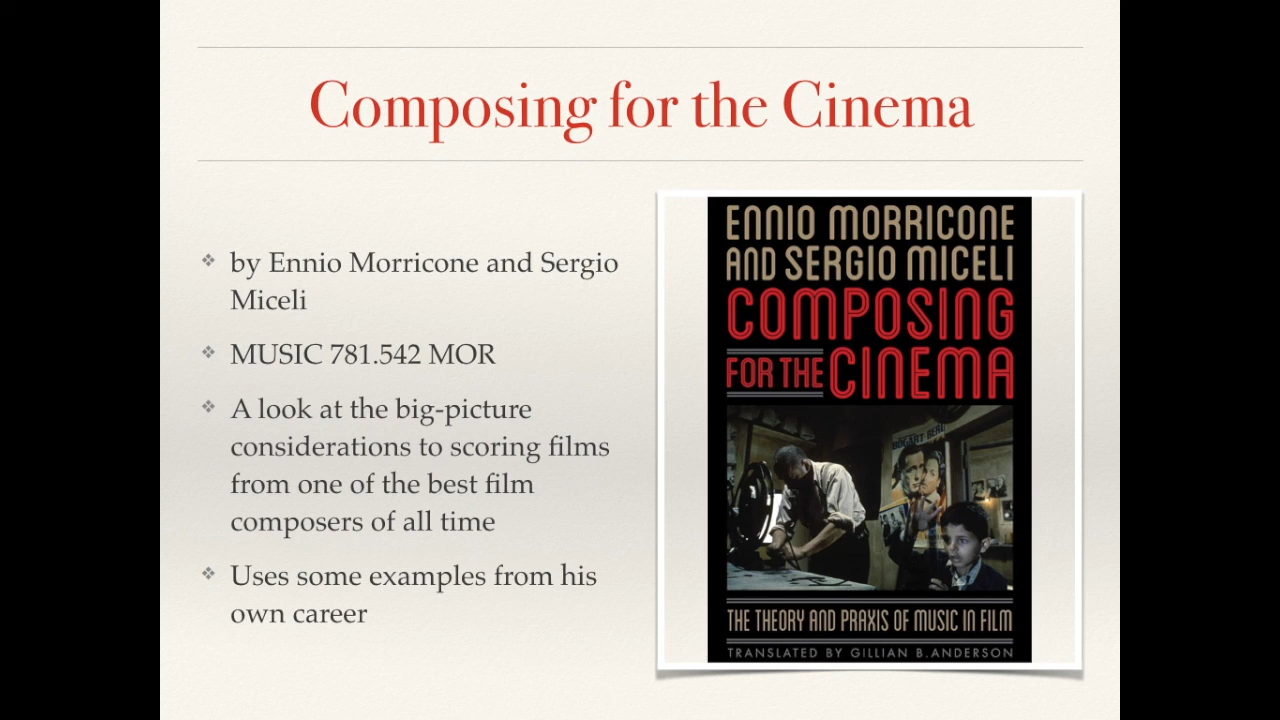 Composing for the Cinema
by Ennio Morricone and Sergio
Miceli
MUSIC 781.542 MOR
A look at the big-picture
considerations to scoring films
from one of the best film
composers of all time
Uses some examples from his
own career
ENNIO MORRICONE
AND SERGIO MICELI
COMPOSING
FOR THE CINEMA
BOGART BERG
THE THEORY AND PRAXIS OF MUSIC IN FILM
TRANSLATED BY GILLIAN B. ANDERSON